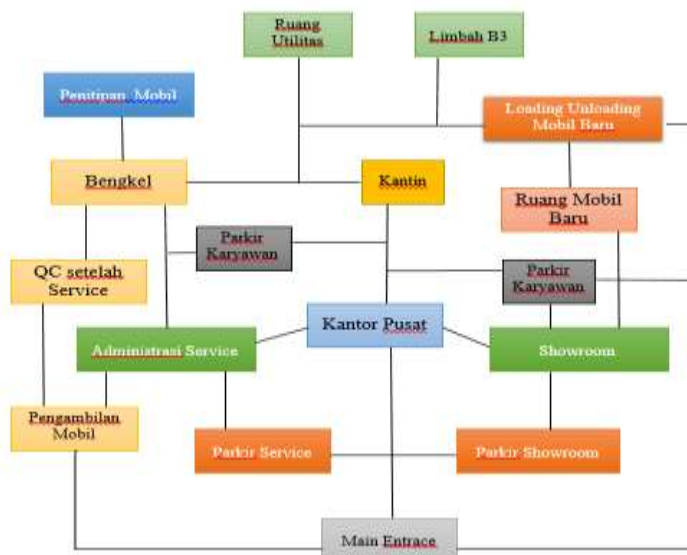 Ruang
Utilitas
Limbah B3
Penitipan Mobil
Loading Unloading
Mobil Baru
Bengkel
Kantin
Ruang Mobil
Baru
Parkir
Karyawan
QC setelah
Service
Parkir
Karyawan
Kantor Pusat
Administrasi Service
Showroom
Pengambilan
Mobil
Parkir Service
Parkir Showroom
Main Entrace